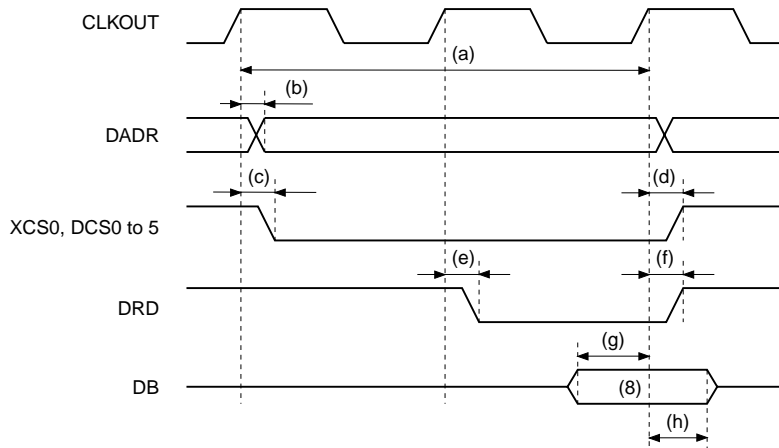 CLKOUT
(a)
(b)
DADR
(c)
(d)
XCS0, DCS0 to 5
(e)
(f)
DRD
(g)
DB
(8)
(h)